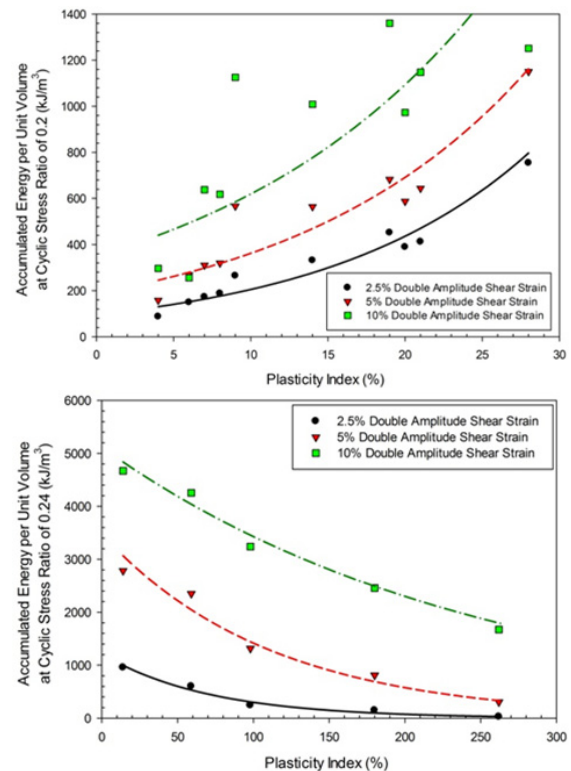 Accumulated Energy per Unit Volume
at Cyclic Stress Ratio of 0.2 (kJ/m³)
1400
1200
1000
800
600
400
200
0
2.5% Double Amplitude Shear Strain
5% Double Amplitude Shear Strain
10% Double Amplitude Shear Strain
0 5 10 15 20 25 30
Plasticity Index (%)
Accumulated Energy per Unit Volume
at Cyclic Stress Ratio of 0.24 (kJ/m³)
6000
5000
4000
3000
2000
1000
0
2.5% Double Amplitude Shear Strain
5% Double Amplitude Shear Strain
10% Double Amplitude Shear Strain
0 50 100 150 200 250 300
Plasticity Index (%)